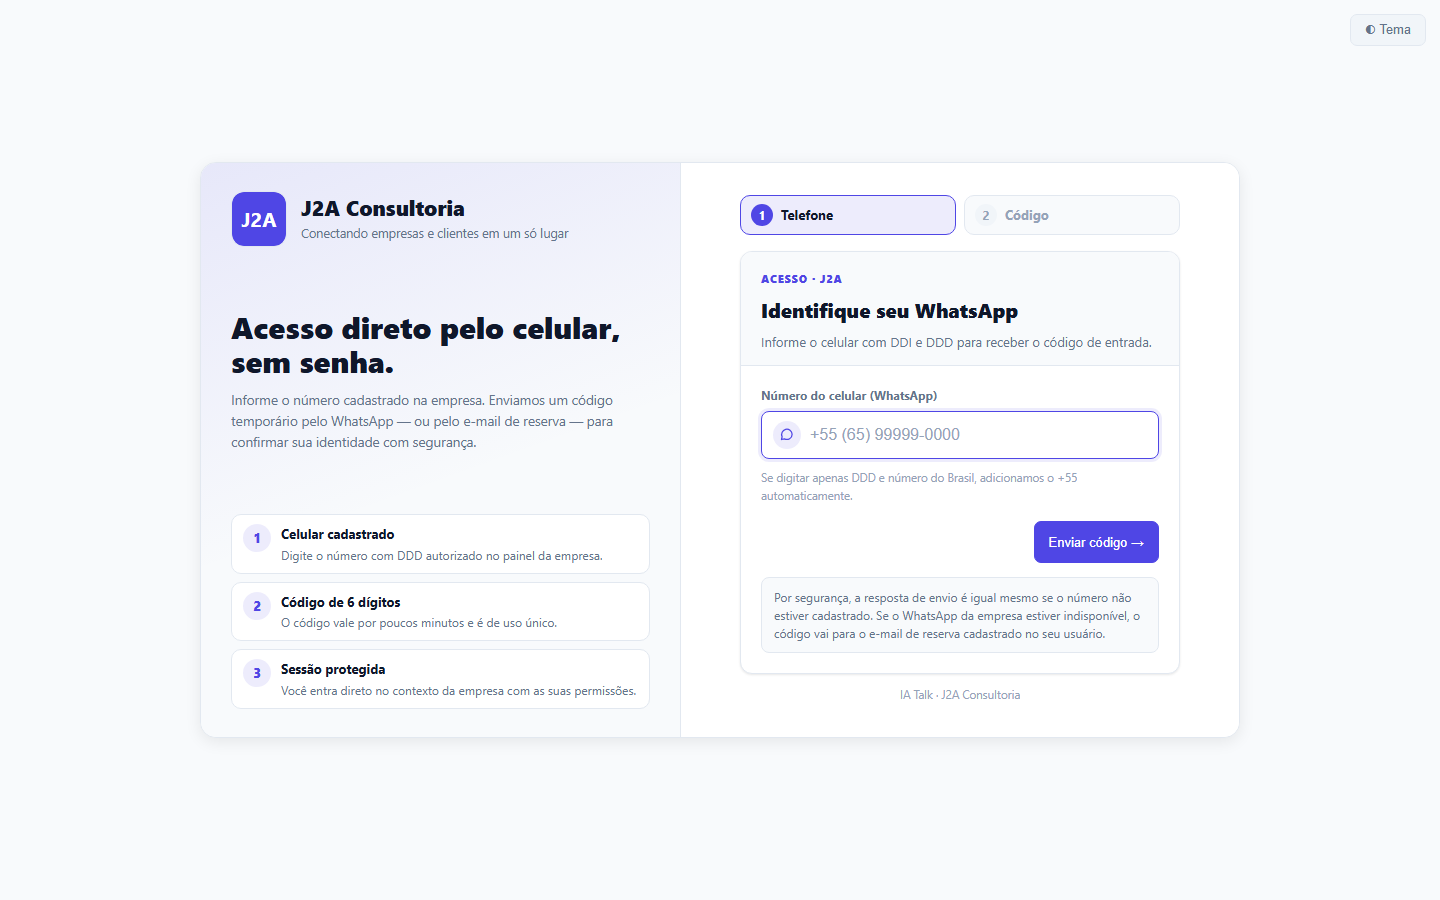 ◐ Tema
J2A
J2A Consultoria
Conectando empresas e clientes em um só lugar
Acesso direto pelo celular,
sem senha.
Informe o número cadastrado na empresa. Enviamos um código
temporário pelo WhatsApp — ou pelo e-mail de reserva — para
confirmar sua identidade com segurança.
1
Celular cadastrado
Digite o número com DDD autorizado no painel da empresa.
2
Código de 6 dígitos
O código vale por poucos minutos e é de uso único.
3
Sessão protegida
Você entra direto no contexto da empresa com as suas permissões.
1 Telefone
2 Código
ACESSO · J2A
Identifique seu WhatsApp
Informe o celular com DDI e DDD para receber o código de entrada.
Número do celular (WhatsApp)
+55 (65) 99999-0000
Se digitar apenas DDD e número do Brasil, adicionamos o +55
automaticamente.
Enviar código →
Por segurança, a resposta de envio é igual mesmo se o número não
estiver cadastrado. Se o WhatsApp da empresa estiver indisponível, o
código vai para o e-mail de reserva cadastrado no seu usuário.
IA Talk · J2A Consultoria